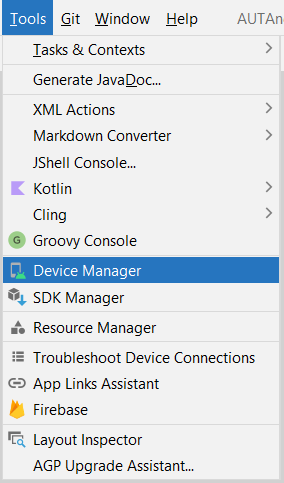 Tools Git Window Help AUTAn
Tasks & Contexts
Generate JavaDoc...
XML Actions
Markdown Converter
JShell Console...
Kotlin
Cling
G Groovy Console
Device Manager
SDK Manager
Resource Manager
Troubleshoot Device Connections
App Links Assistant
Firebase
Layout Inspector
AGP Upgrade Assistant...